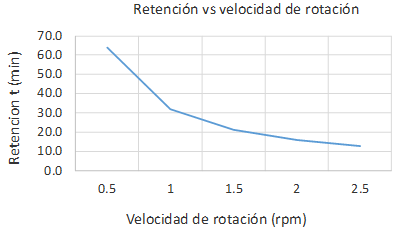 Retención vs velocidad de rotación
70.0
60.0
50.0
40.0
30.0
20.0
10.0
0.0
Retencion t (min)
0.5 1 1.5 2 2.5
Velocidad de rotación (rpm)